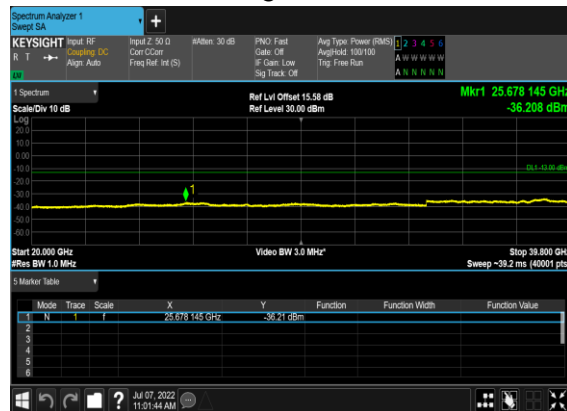 Spectrum Analyzer 1
Swept SA
+
KEYSIGHT Input: RF Input Z: 50 Ω #Atten: 30 dB PNO: Fast Avg Type: Power (RMS) 1 2 3 4 5 6
R T Coupling: DC Corr CCorr Gate: Off Avg|Hold: 100/100 A W W W W W
Align: Auto Freq Ref: Int (S) IF Gain: Low Trig: Free Run
LXI Sig Track: Off A N N N N N
1 Spectrum Ref Lvl Offset 15.58 dB Mkr1 25.678 145 GHz
Scale/Div 10 dB Ref Level 30.00 dBm -36.208 dBm
Log
20.0
10.0
0.00
-10.0 DL1 -13.00 dBm
-20.0
-30.0 1
-40.0
-50.0
-60.0
Start 20.000 GHz Video BW 3.0 MHz* Stop 39.800 GHz
#Res BW 1.0 MHz Sweep ~39.2 ms (40001 pts)
5 Marker Table
Mode Trace Scale X Y Function Function Width Function Value
1 N 1 f 25.678 145 GHz -36.21 dBm
2
3
4
5
6
? Jul 07, 2022
11:01:44 AM